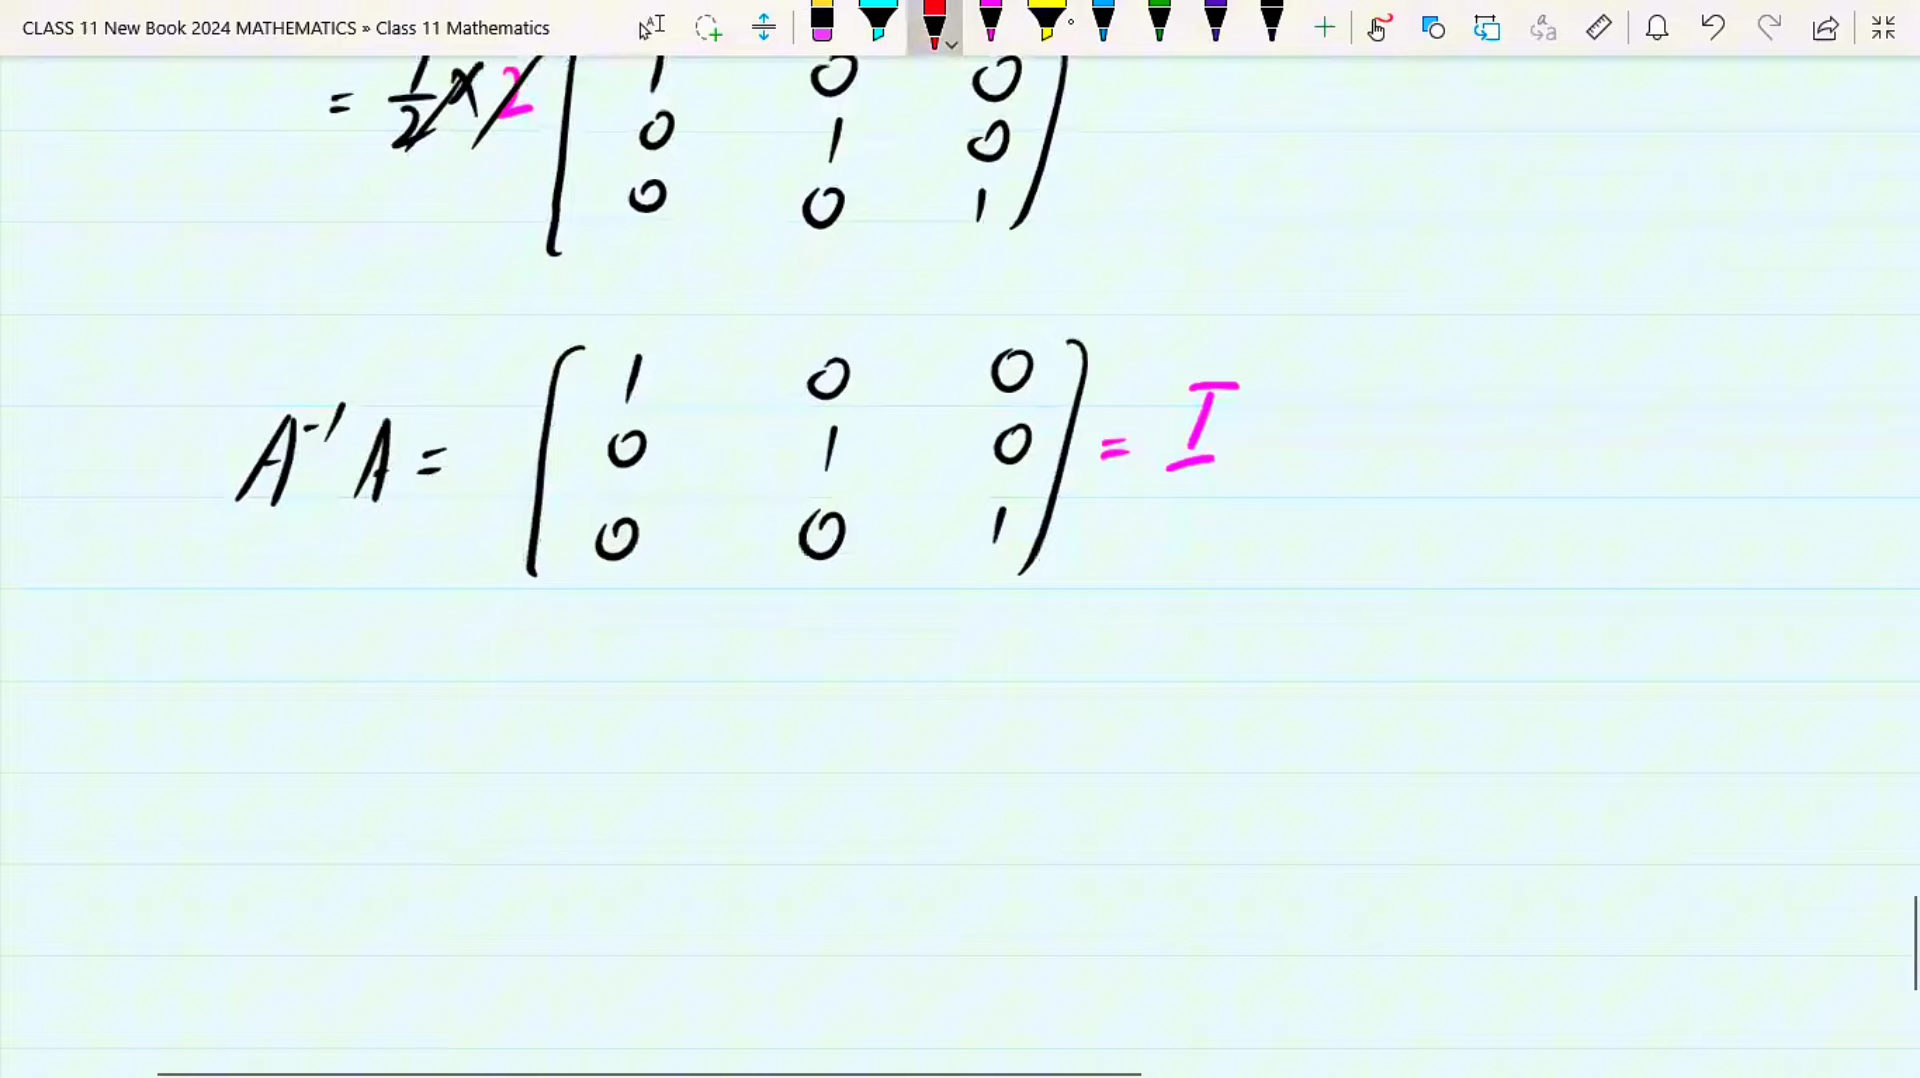 CLASS 11 New Book 2024 MATHEMATICS » Class 11 Mathematics
= 1/2 × 2 [ 1 0 0
0 1 0
0 0 1 ]
A⁻¹ A = [ 1 0 0
0 1 0
0 0 1 ] = I